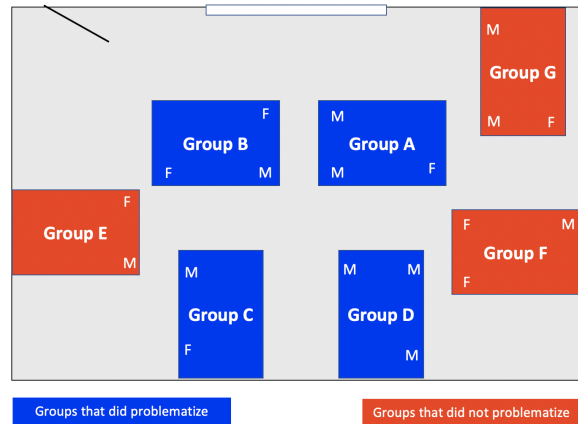 M
Group G
M F
F
Group B
F M
M
Group A
M F
F
Group E
M
F M
Group F
F
M
Group C
F
M M
Group D
M
Groups that did problematize
Groups that did not problematize